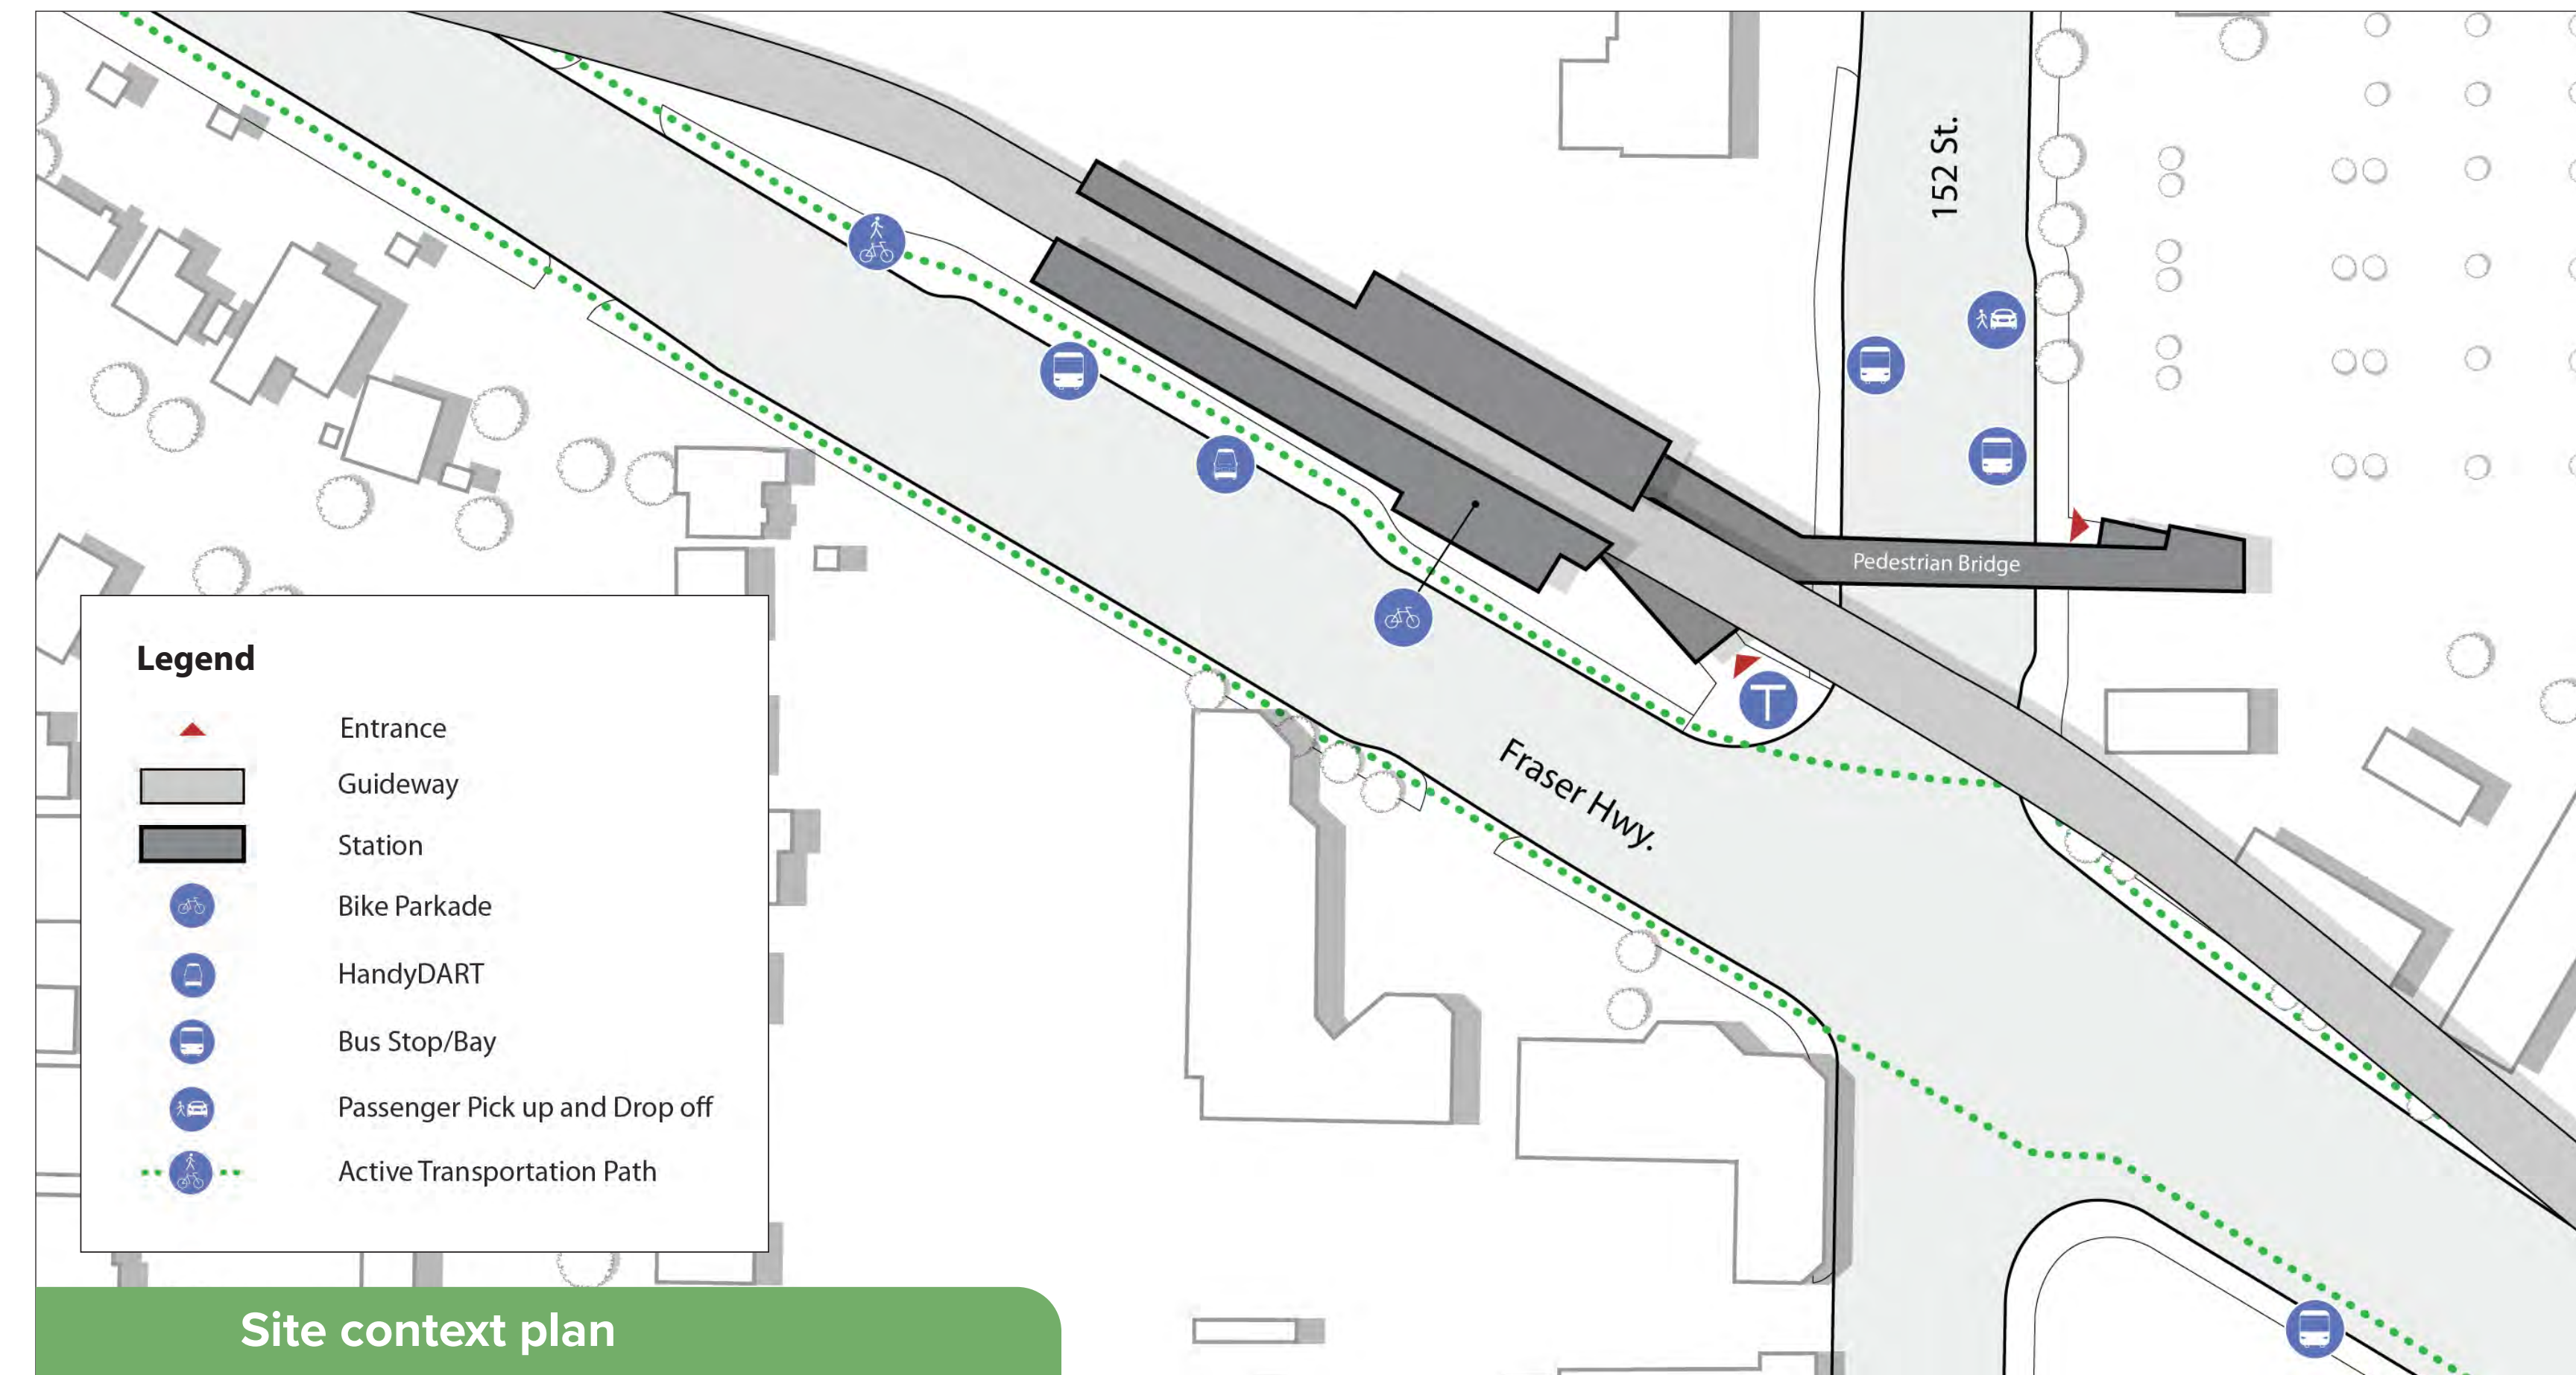 152 St.
Pedestrian Bridge
T
Fraser Hwy.
Legend
Entrance
Guideway
Station
Bike Parkade
HandyDART
Bus Stop/Bay
Passenger Pick up and Drop off
Active Transportation Path
Site context plan